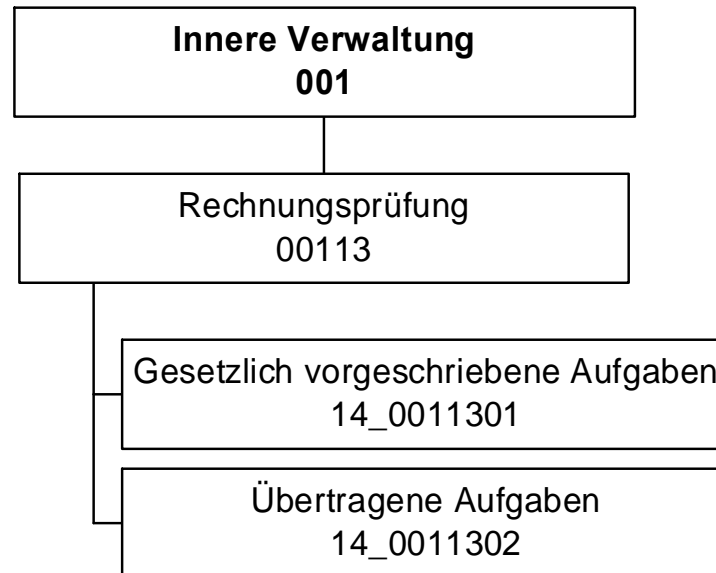 Innere Verwaltung
001
Rechnungsprüfung
00113
Gesetzlich vorgeschriebene Aufgaben
14_0011301
Übertragene Aufgaben
14_0011302